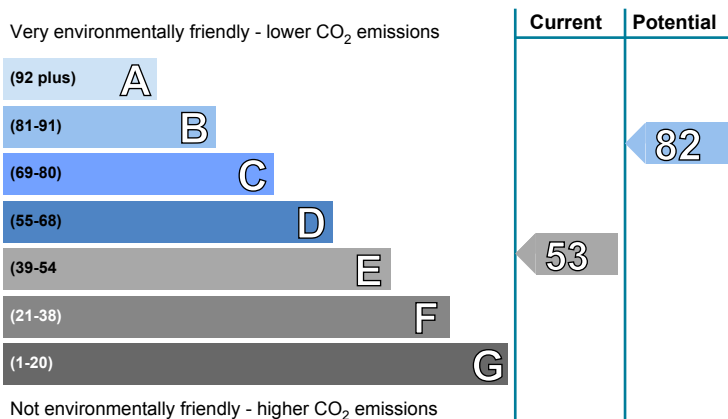 Current Potential
Very environmentally friendly - lower CO2 emissions
(92 plus) A
(81-91) B
82
(69-80) C
(55-68) D
53
(39-54 E
(21-38) F
(1-20) G
Not environmentally friendly - higher CO2 emissions